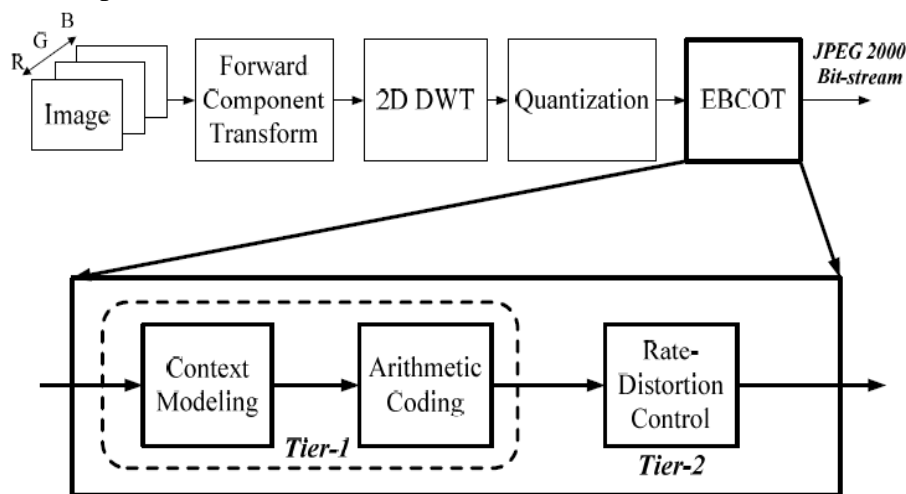 B
G
R
Image
Forward
Component
Transform
2D DWT
Quantization
EBCOT
JPEG 2000
Bit-stream
Context
Modeling
Arithmetic
Coding
Tier-1
Rate-
Distortion
Control
Tier-2